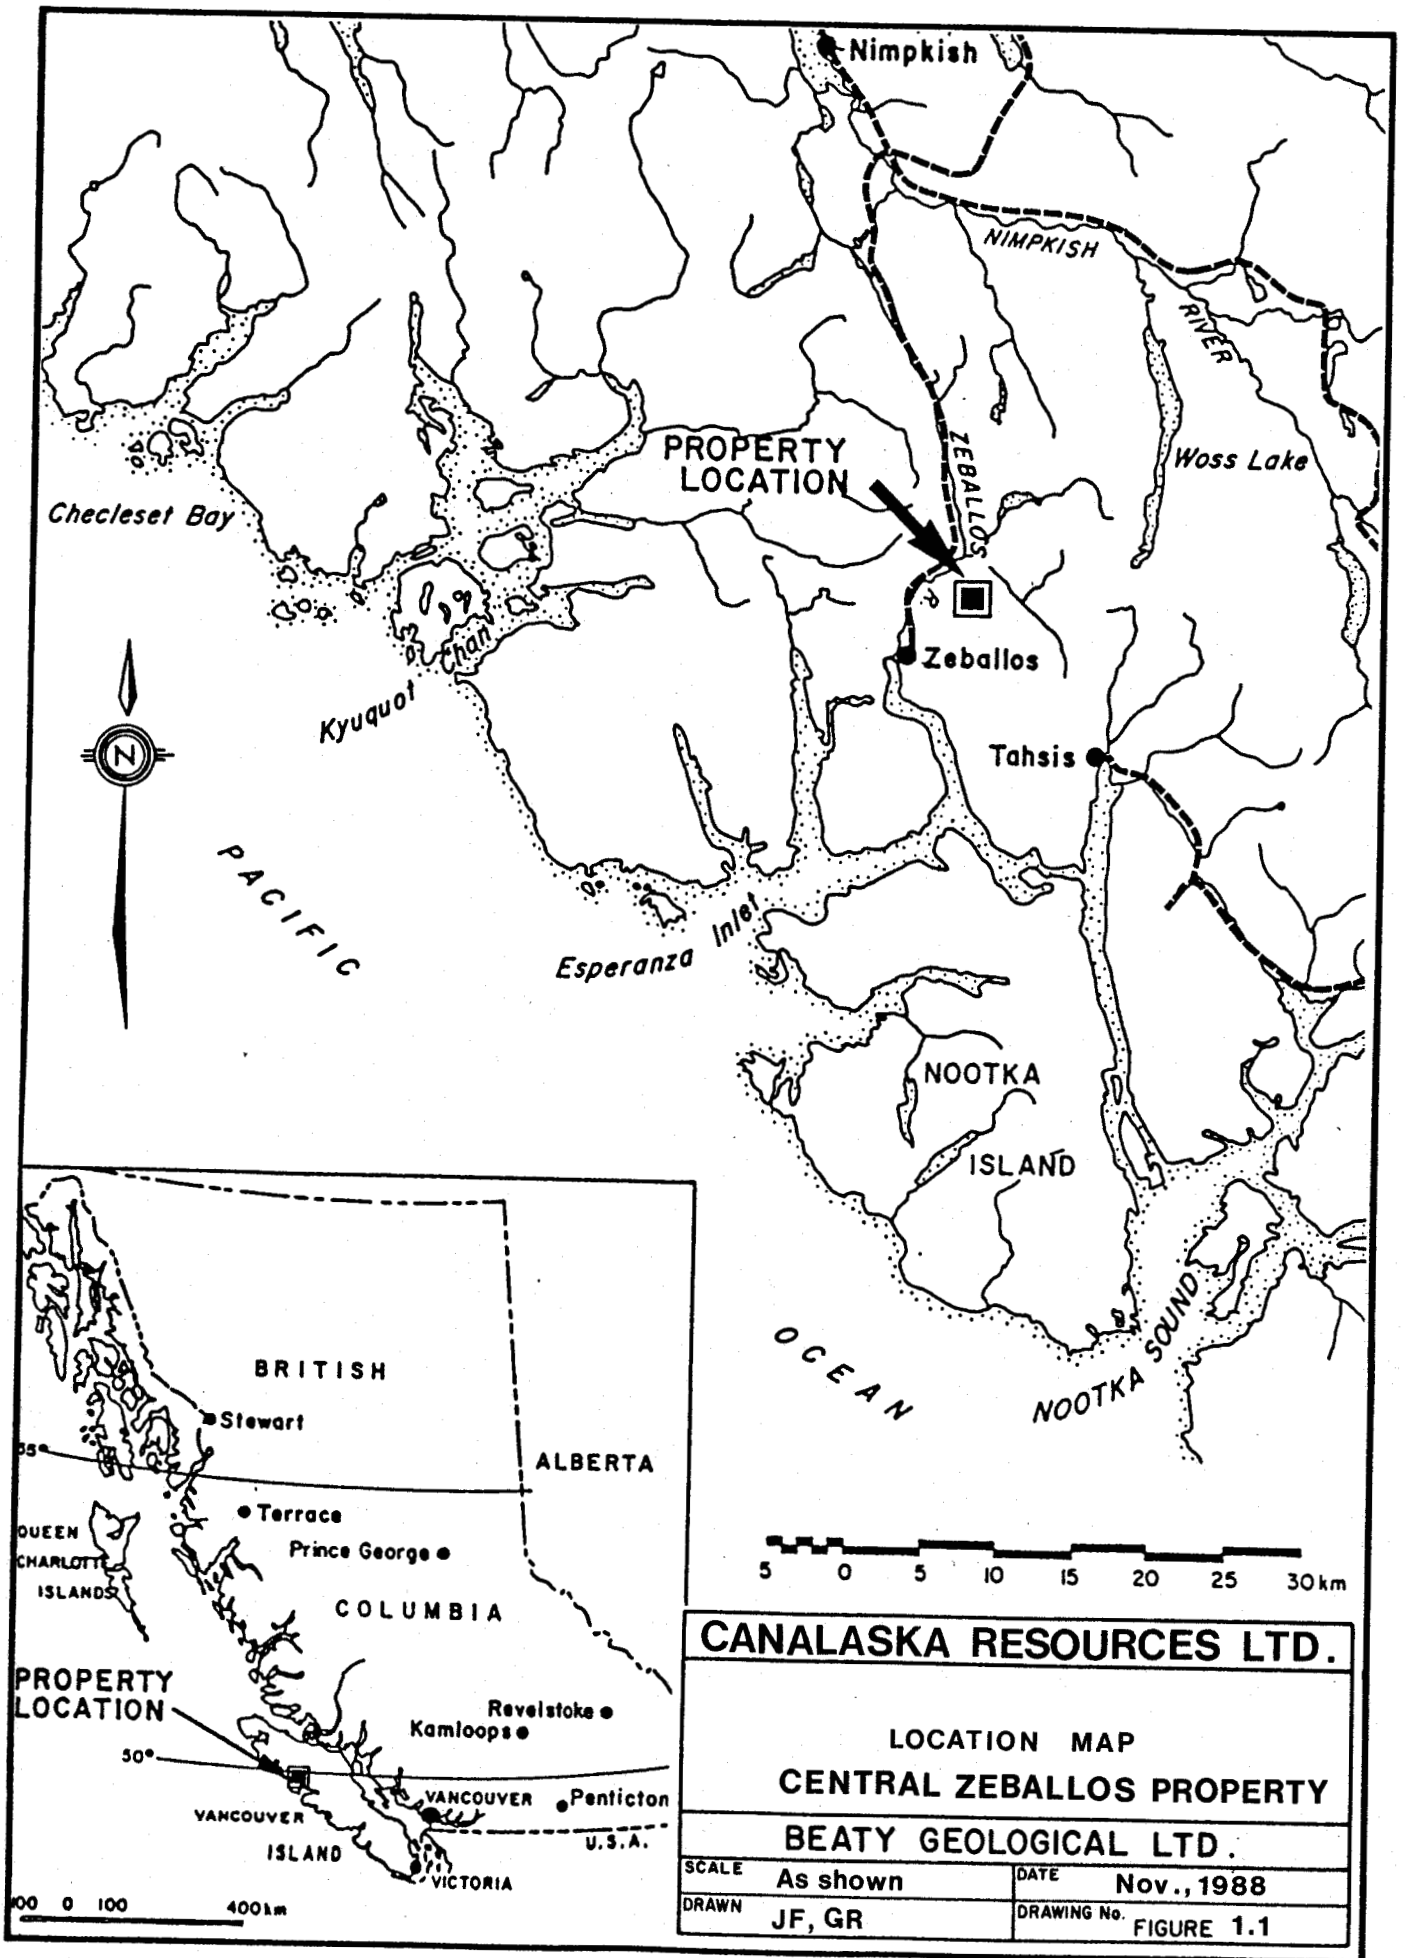 Nimpkish
NIMPKISH
RIVER
ZEBALLOS
R.
PROPERTY
LOCATION
Woss Lake
Checleset Bay
Kyuquot Chan
Zeballos
Tahsis
N
PACIFIC
Esperanza Inlet
NOOTKA
ISLAND
OCEAN
NOOTKA SOUND
BRITISH
Stewart
ALBERTA
55°
Terrace
Prince George
QUEEN
CHARLOTTE
ISLANDS
COLUMBIA
PROPERTY
LOCATION
Revelstoke
Kamloops
50°
VANCOUVER
Penticton
VANCOUVER
ISLAND
U.S.A.
VICTORIA
100 0 100 400km
5 0 5 10 15 20 25 30km
CANALASKA RESOURCES LTD.
LOCATION MAP
CENTRAL ZEBALLOS PROPERTY
BEATY GEOLOGICAL LTD.
SCALE As shown
DATE Nov., 1988
DRAWN JF, GR
DRAWING No. FIGURE 1.1